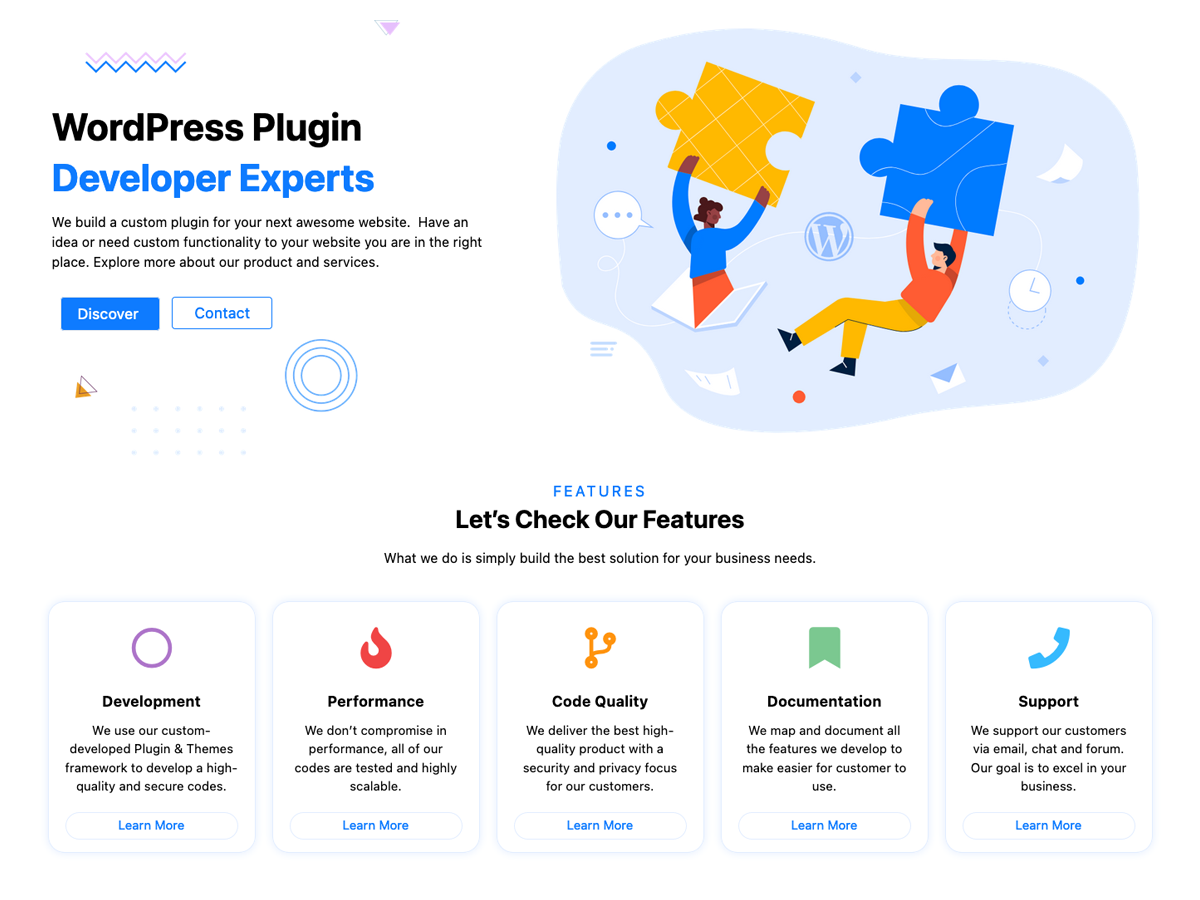 WordPress Plugin
Developer Experts
We build a custom plugin for your next awesome website.  Have an
idea or need custom functionality to your website you are in the right
place. Explore more about our product and services.
Discover
Contact
FEATURES
Let’s Check Our Features
What we do is simply build the best solution for your business needs.
Development
We use our custom-
developed Plugin & Themes
framework to develop a high-
quality and secure codes.
Learn More
Performance
We don’t compromise in
performance, all of our
codes are tested and highly
scalable.
Learn More
Code Quality
We deliver the best high-
quality product with a
security and privacy focus
for our customers.
Learn More
Documentation
We map and document all
the features we develop to
make easier for customer to
use.
Learn More
Support
We support our customers
via email, chat and forum.
Our goal is to excel in your
business.
Learn More